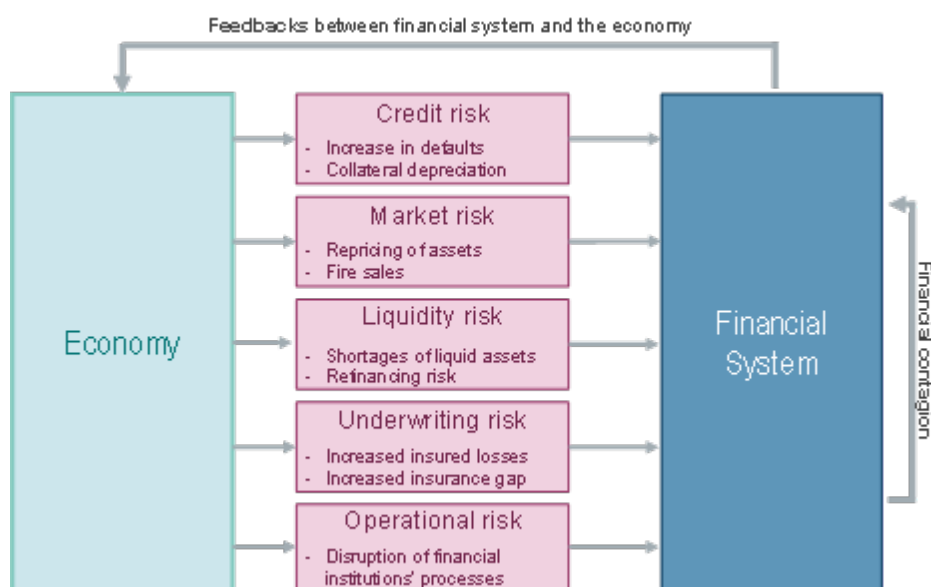 Feedbacks between financial system and the economy
Economy
Credit risk
- Increase in defaults
- Collateral depreciation
Market risk
- Repricing of assets
- Fire sales
Liquidity risk
- Shortages of liquid assets
- Refinancing risk
Underwriting risk
- Increased insured losses
- Increased insurance gap
Operational risk
- Disruption of financial
institutions' processes
Financial
System
Financial contagion